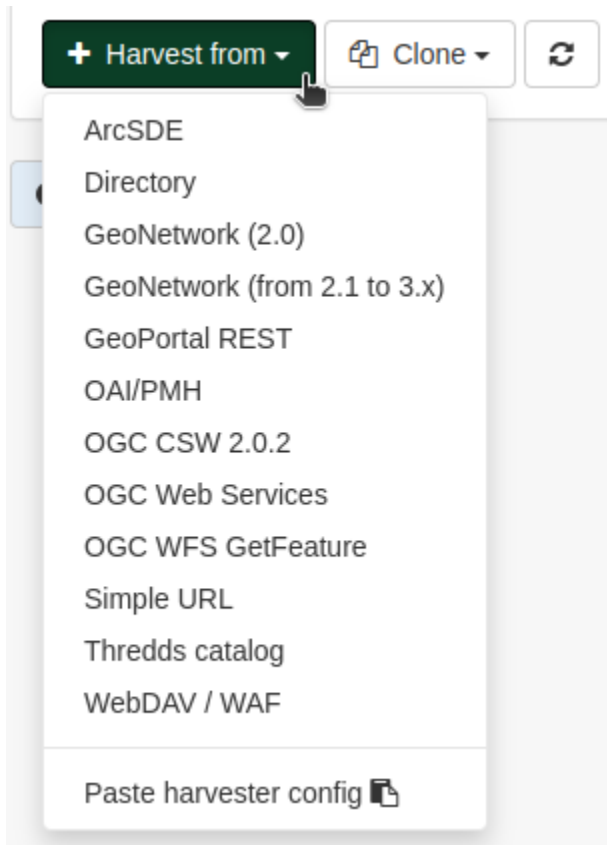 Harvest from
Clone
ArcSDE
Directory
GeoNetwork (2.0)
GeoNetwork (from 2.1 to 3.x)
GeoPortal REST
OAI/PMH
OGC CSW 2.0.2
OGC Web Services
OGC WFS GetFeature
Simple URL
Thredds catalog
WebDAV / WAF
Paste harvester config